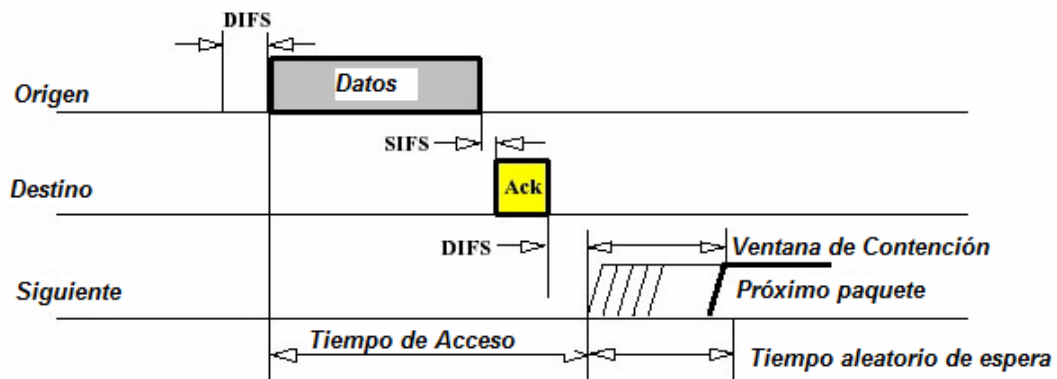 DIFS
Datos
Origen
SIFS
Ack
Destino
DIFS
Ventana de Contención
Siguiente
Próximo paquete
Tiempo de Acceso
Tiempo aleatorio de espera